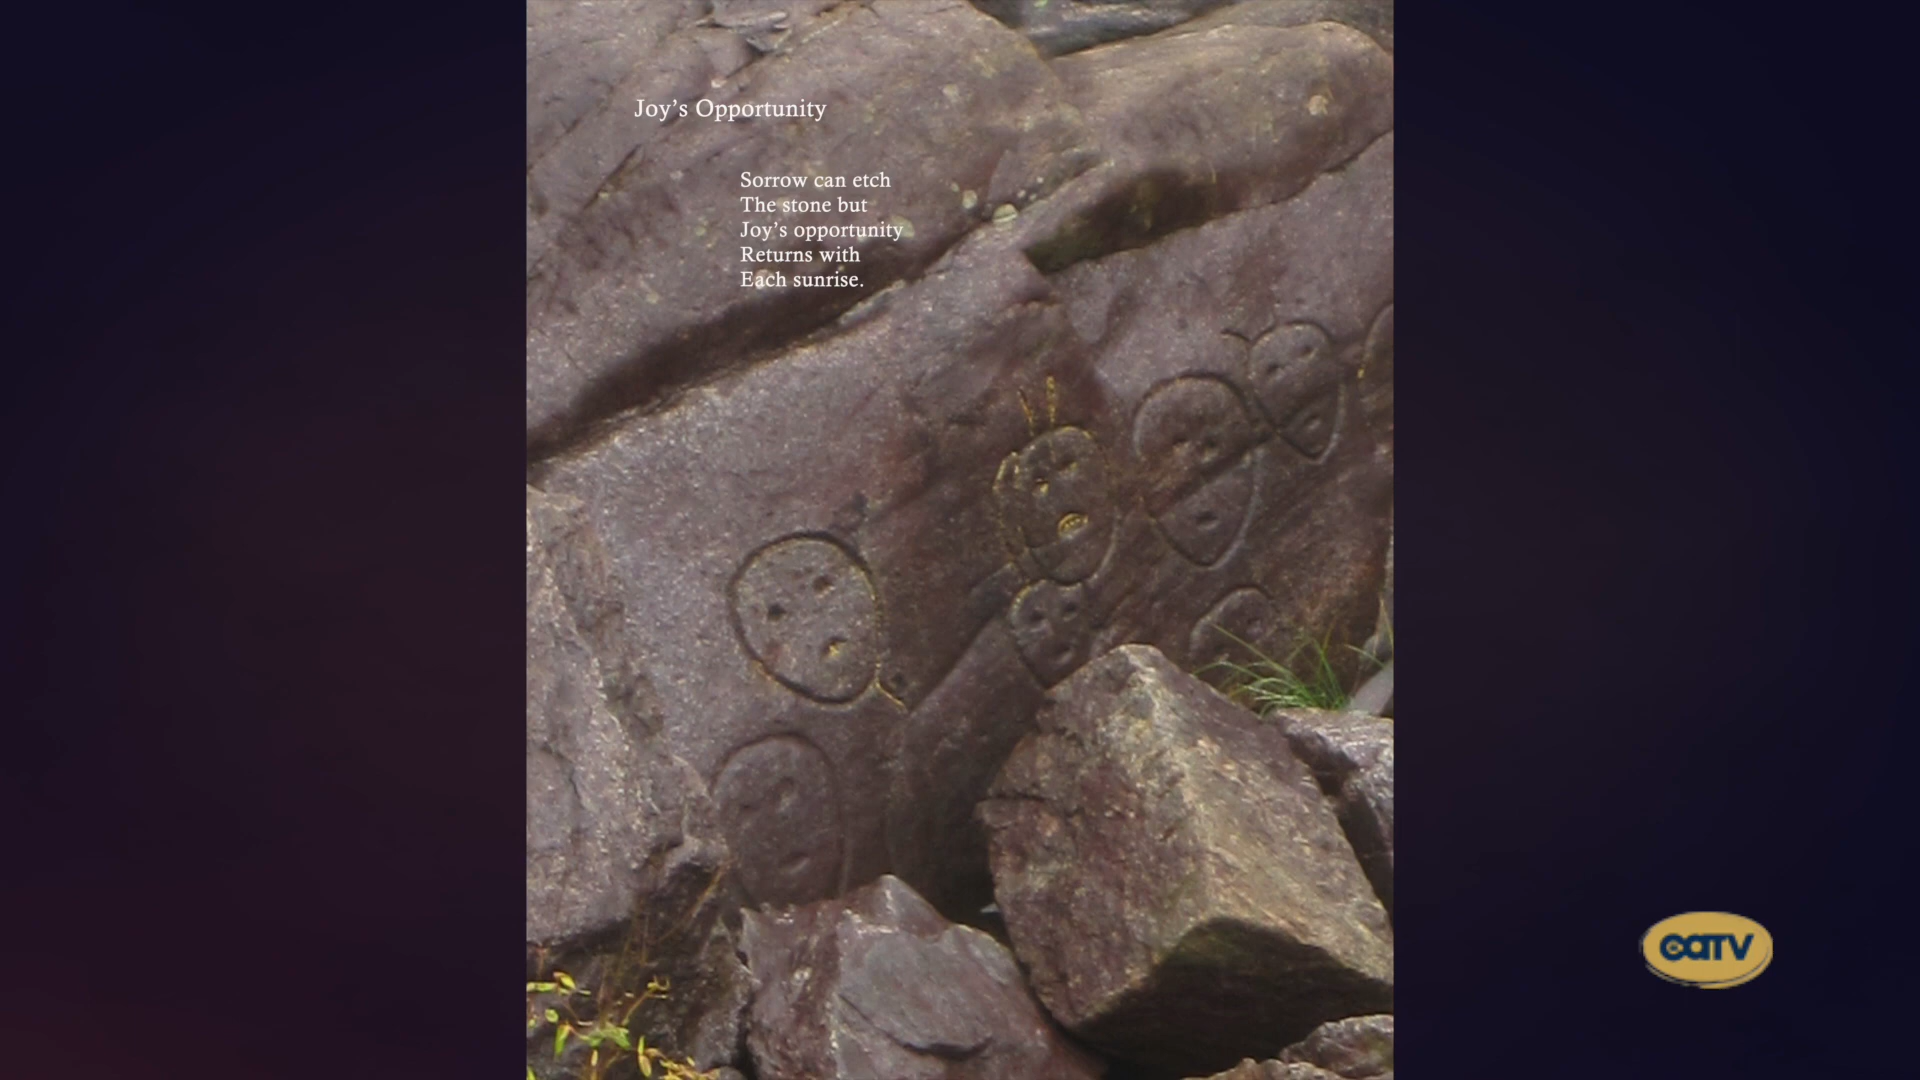 Joy’s Opportunity
Sorrow can etch
The stone but
Joy’s opportunity
Returns with
Each sunrise.
CATV